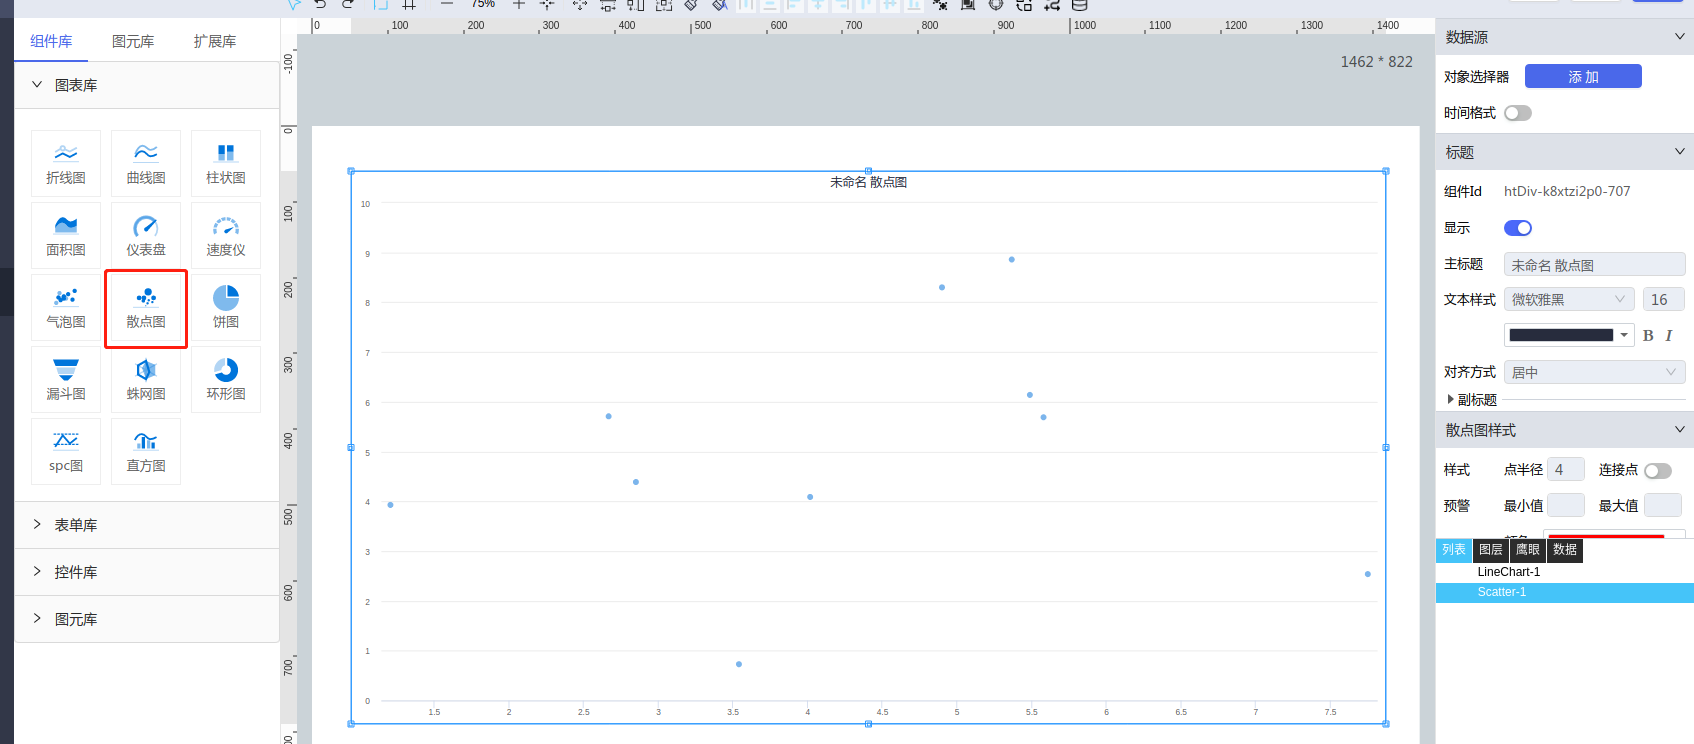 75%
组件库 图元库 扩展库
图表库
折线图 曲线图 柱状图
面积图 仪表盘 速度仪
气泡图 散点图 饼图
漏斗图 蛛网图 环形图
spc图 直方图
表单库
控件库
图元库
0 100 200 300 400 500 600 700 800 900 1000 1100 1200 1300 1400
-100
0
100
200
300
400
500
600
700
1462 * 822
未命名 散点图
10
9
8
7
6
5
4
3
2
1
0
1.5 2 2.5 3 3.5 4 4.5 5 5.5 6 6.5 7 7.5
数据源
对象选择器 添 加
时间格式
标题
组件Id htDiv-k8xtzi2p0-707
显示
主标题 未命名 散点图
文本样式 微软雅黑 16
B I
对齐方式 居中
副标题
散点图样式
样式 点半径 4 连接点
预警 最小值 最大值
列表 图层 鹰眼 数据
LineChart-1
Scatter-1